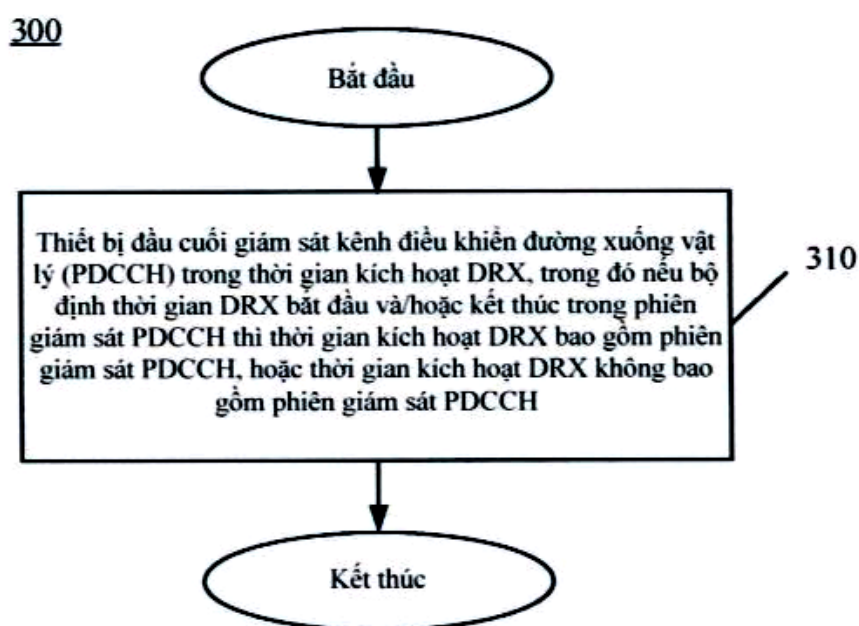 300
Bắt đầu
Thiết bị đầu cuối giám sát kênh điều khiển đường xuống vật
lý (PDCCH) trong thời gian kích hoạt DRX, trong đó nếu bộ
định thời gian DRX bắt đầu và/hoặc kết thúc trong phiên
giám sát PDCCH thì thời gian kích hoạt DRX bao gồm phiên
giám sát PDCCH, hoặc thời gian kích hoạt DRX không bao
gồm phiên giám sát PDCCH
310
Kết thúc